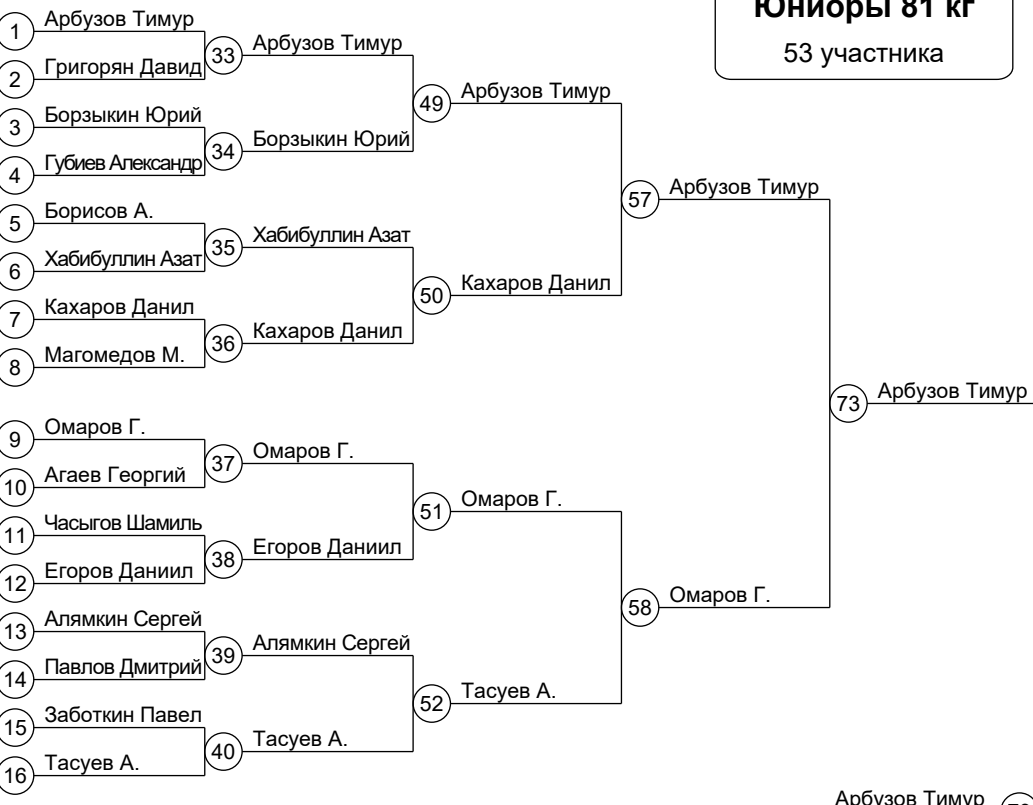 Юниоры 81 кг
53 участника
1 Арбузов Тимур
2 Григорян Давид
3 Борзыкин Юрий
4 Губиев Александр
5 Борисов А.
6 Хабибуллин Азат
7 Кахаров Данил
8 Магомедов М.
9 Омаров Г.
10 Агаев Георгий
11 Часыгов Шамиль
12 Егоров Даниил
13 Алямкин Сергей
14 Павлов Дмитрий
15 Заботкин Павел
16 Тасуев А.
33 Арбузов Тимур
34 Борзыкин Юрий
35 Хабибуллин Азат
36 Кахаров Данил
37 Омаров Г.
38 Егоров Даниил
39 Алямкин Сергей
40 Тасуев А.
49 Арбузов Тимур
50 Кахаров Данил
51 Омаров Г.
52 Тасуев А.
57 Арбузов Тимур
58 Омаров Г.
73 Арбузов Тимур
Арбузов Тимур